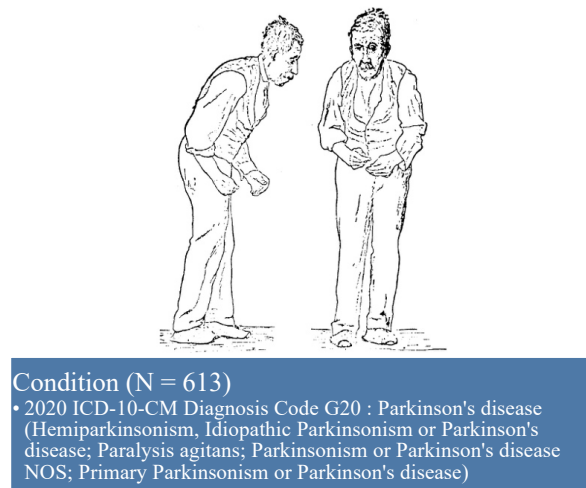 Condition (N = 613)
• 2020 ICD-10-CM Diagnosis Code G20 : Parkinson's disease
(Hemiparkinsonism, Idiopathic Parkinsonism or Parkinson's
disease; Paralysis agitans; Parkinsonism or Parkinson's disease
NOS; Primary Parkinsonism or Parkinson's disease)